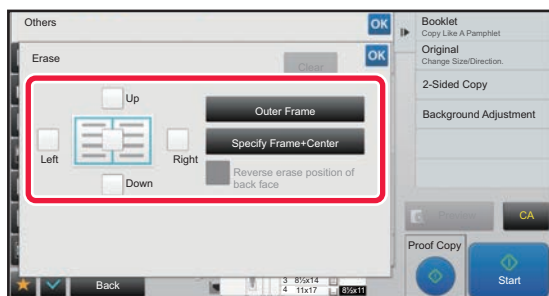 Others
OK
Erase
OK
Clear
Up
Left
Right
Down
Outer Frame
Specify Frame+Center
Reverse erase position of
back face
Back
3 8½x14
4 11x17
8½x11
Booklet
Copy Like A Pamphlet
Original
Change Size/Direction.
2-Sided Copy
Background Adjustment
Preview
CA
Proof Copy
Start